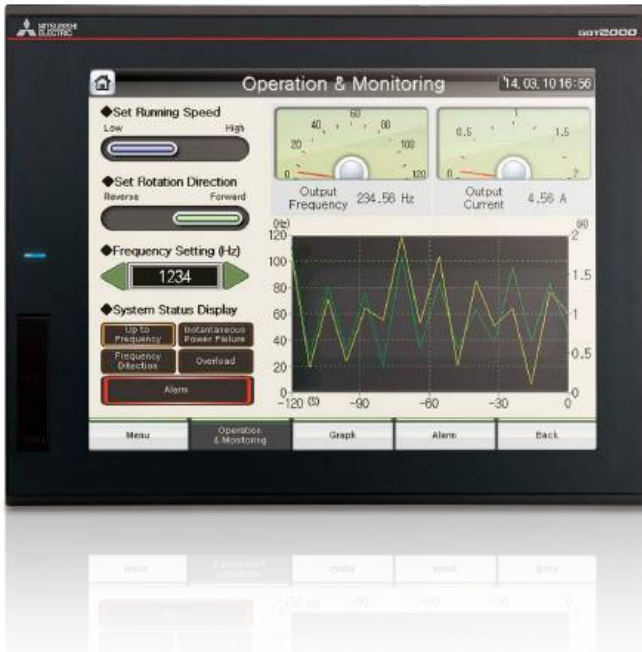 MITSUBISHI
ELECTRIC
GOT2000
Operation & Monitoring
'14. 03. 10 16:56
◆Set Running Speed
Low High
◆Set Rotation Direction
Reverse Forward
◆Frequency Setting (Hz)
1234
◆System Status Display
Up to
Frequency
Instantaneous
Power Failure
Frequency
Ditection
Overload
Alarm
0 20 40 60 80 100 120
Output
Frequency 234.56 Hz
0 0.5 1 1.5 2
Output
Current 4.56 A
(Hz) (A)
120 2
100
1.5
80
60 1
40
0.5
20
0 0
-120 (S) -90 -60 -30 0
Menu
Operation
& Monitoring
Graph
Alarm
Back